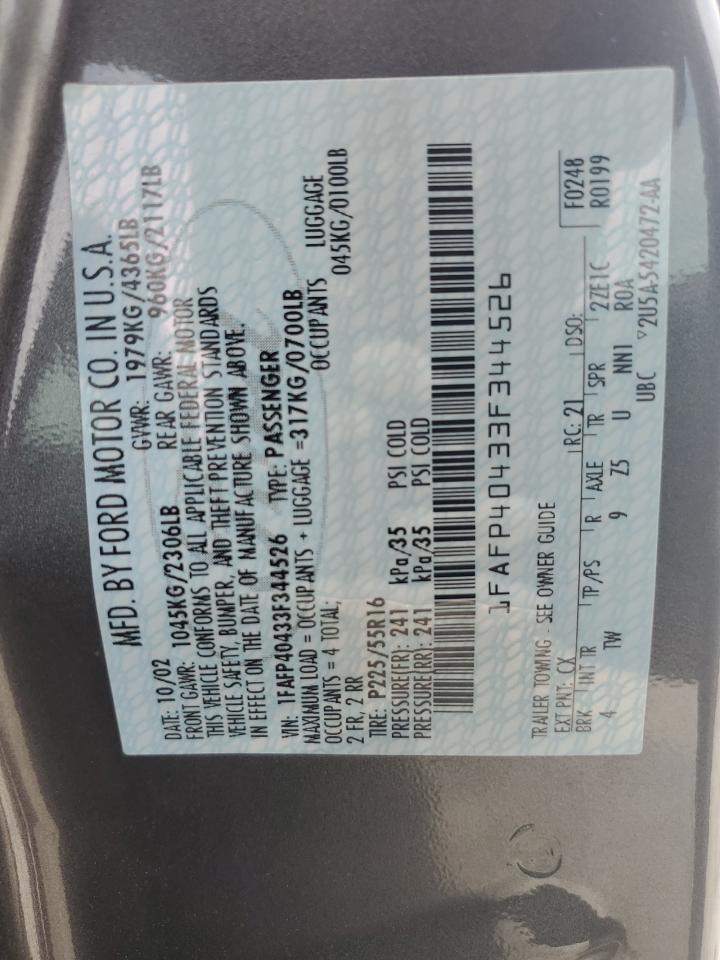 MFD. BY FORD MOTOR CO. IN U.S.A.
DATE: 10/02 GVWR: 1979KG/4365LB
FRONT GAWR: 1045KG/2306LB REAR GAWR: 960KG/2117LB
THIS VEHICLE CONFORMS TO ALL APPLICABLE FEDERAL MOTOR
VEHICLE SAFETY, BUMPER, AND THEFT PREVENTION STANDARDS
IN EFFECT ON THE DATE OF MANUFACTURE SHOWN ABOVE.
VIN: 1FAFP40433F344526 TYPE: PASSENGER
MAXIMUM LOAD = OCCUPANTS + LUGGAGE =317KG/0700LB
OCCUPANTS = 4 TOTAL; OCCUPANTS LUGGAGE
2 FR, 2 RR 045KG/0100LB
TIRE: P225/55R16
PRESSURE(FR): 241 kPa/35 PSI COLD
PRESSURE(RR): 241 kPa/35 PSI COLD
1FAFP40433F344526
TRAILER TOWING - SEE OWNER GUIDE
EXT PNT: CX RC: 21 DSO: F0248
BRK INT TR TP/PS R AXLE TR SPR 27E1C R0199
4 TW 9 Z5 U NN1 ROA
UBC ▽2U5A-5420472-AA